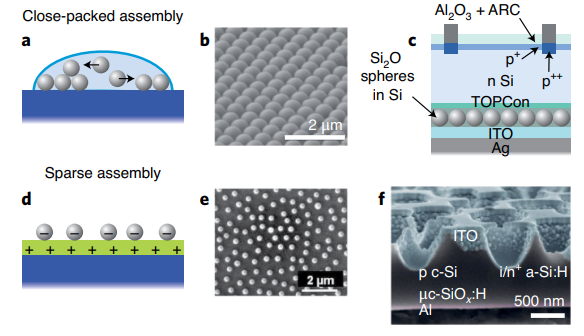 Close-packed assembly
a
b
c
2 μm
Al₂O₃ + ARC
p⁺
n Si
p⁺⁺
Si₂O
spheres
in Si
TOPCon
ITO
Ag
Sparse assembly
d
e
f
− − − − −
+ + + + + + + +
2 μm
ITO
p c-Si
i/n⁺ a-Si:H
μc-SiOₓ:H
Al
500 nm